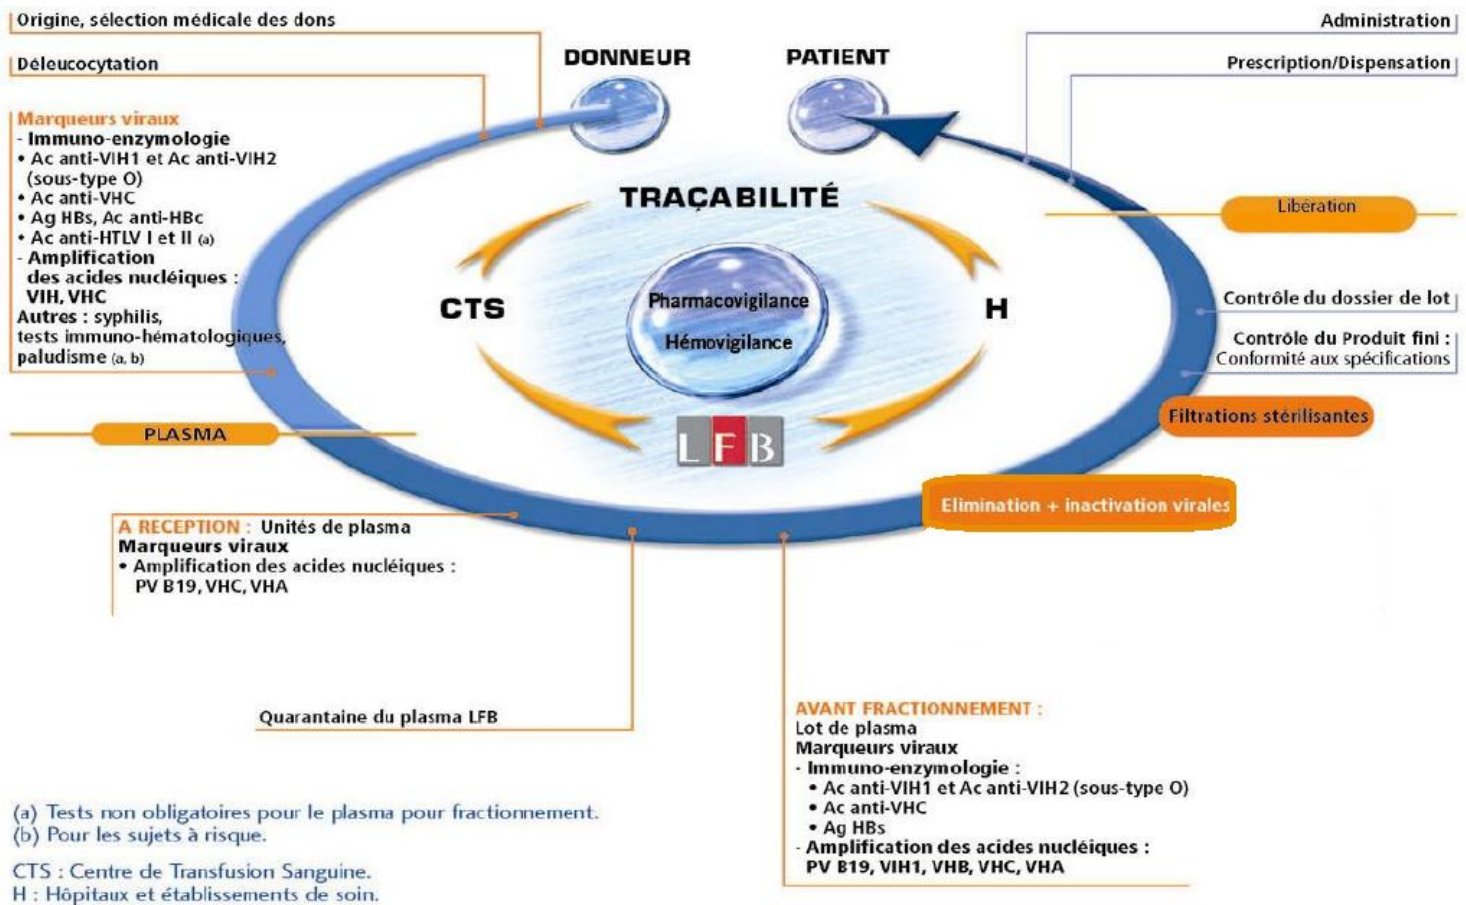 Origine, sélection médicale des dons
Déleucocytation
Marqueurs viraux
- Immuno-enzymologie
• Ac anti-VIH1 et Ac anti-VIH2
(sous-type O)
• Ac anti-VHC
• Ag HBs, Ac anti-HBc
• Ac anti-HTLV I et II (a)
- Amplification
des acides nucléiques :
VIH, VHC
Autres : syphilis,
tests immuno-hématologiques,
paludisme (a, b)
PLASMA
DONNEUR
PATIENT
TRAÇABILITÉ
CTS
H
Pharmacovigilance
Hémovigilance
LFB
Administration
Prescription/Dispensation
Libération
Contrôle du dossier de lot
Contrôle du Produit fini :
Conformité aux spécifications
Filtrations stérilisantes
Elimination + inactivation virales
A RECEPTION : Unités de plasma
Marqueurs viraux
• Amplification des acides nucléiques :
PV B19, VHC, VHA
Quarantaine du plasma LFB
AVANT FRACTIONNEMENT :
Lot de plasma
Marqueurs viraux
- Immuno-enzymologie :
• Ac anti-VIH1 et Ac anti-VIH2 (sous-type O)
• Ac anti-VHC
• Ag HBs
- Amplification des acides nucléiques :
PV B19, VIH1, VHB, VHC, VHA
(a) Tests non obligatoires pour le plasma pour fractionnement.
(b) Pour les sujets à risque.
CTS : Centre de Transfusion Sanguine.
H : Hôpitaux et établissements de soin.